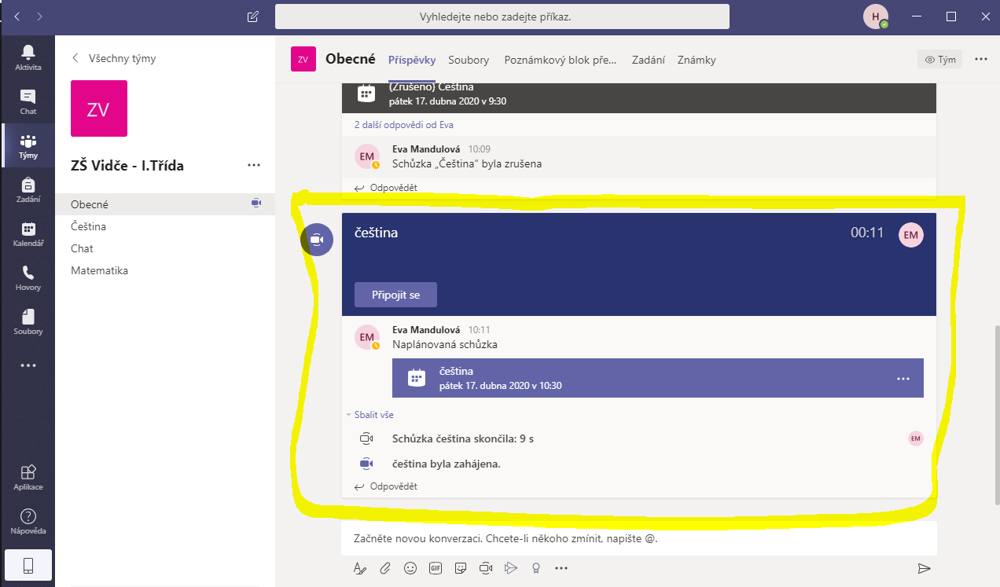 Vyhledejte nebo zadejte příkaz.
H
Aktivita
Chat
Týmy
Zadání
Kalendář
Hovory
Soubory
Aplikace
Nápověda
Všechny týmy
ZV
ZŠ Vidče - I.Třída
Obecné
Čeština
Chat
Matematika
ZV
Obecné
Příspěvky
Soubory
Poznámkový blok pře...
Zadání
Známky
Tým
(Zrušeno) Čeština
pátek 17. dubna 2020 v 9:30
2 další odpovědi od Eva
EM
Eva Mandulová 10:09
Schůzka „Čeština“ byla zrušena
Odpovědět
čeština
00:11
EM
Připojit se
EM
Eva Mandulová 10:11
Naplánovaná schůzka
čeština
pátek 17. dubna 2020 v 10:30
Sbalit vše
Schůzka čeština skončila: 9 s
EM
čeština byla zahájena.
Odpovědět
Začněte novou konverzaci. Chcete-li někoho zmínit, napište @.
GIF